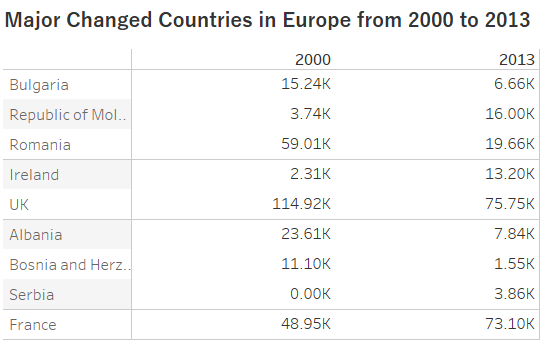 Major Changed Countries in Europe from 2000 to 2013
2000 2013
Bulgaria 15.24K 6.66K
Republic of Mol.. 3.74K 16.00K
Romania 59.01K 19.66K
Ireland 2.31K 13.20K
UK 114.92K 75.75K
Albania 23.61K 7.84K
Bosnia and Herz.. 11.10K 1.55K
Serbia 0.00K 3.86K
France 48.95K 73.10K